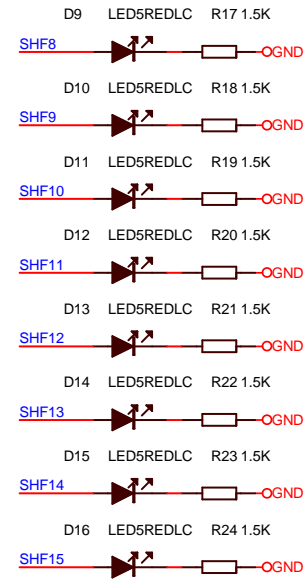 D9 LED5REDLC R17 1.5K
SHF8 GND
D10 LED5REDLC R18 1.5K
SHF9 GND
D11 LED5REDLC R19 1.5K
SHF10 GND
D12 LED5REDLC R20 1.5K
SHF11 GND
D13 LED5REDLC R21 1.5K
SHF12 GND
D14 LED5REDLC R22 1.5K
SHF13 GND
D15 LED5REDLC R23 1.5K
SHF14 GND
D16 LED5REDLC R24 1.5K
SHF15 GND